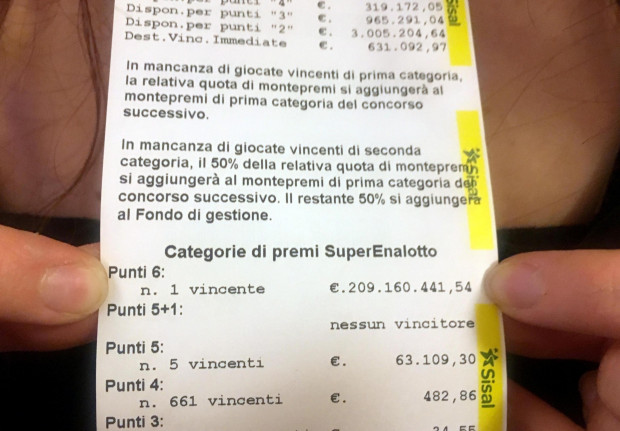 Dispon.per punti "3" €. 319.172,05
Dispon.per punti "2" €. 965.291,04
Dest.Vinc.Immediate €. 3.005.204,64
631.092,97
In mancanza di giocate vincenti di prima categoria,
la relativa quota di montepremi si aggiungerà al
montepremi di prima categoria del concorso
successivo.
In mancanza di giocate vincenti di seconda
categoria, il 50% della relativa quota di montepremi
si aggiungerà al montepremi di prima categoria del
concorso successivo. Il restante 50% si aggiungerà
al Fondo di gestione.
Categorie di premi SuperEnalotto
Punti 6:
n. 1 vincente €.209.160.441,54
Punti 5+1:
nessun vincitore
Punti 5:
n. 5 vincenti €. 63.109,30
Punti 4:
n. 661 vincenti €. 482,86
Punti 3:
Sisal
Sisal
Sisal